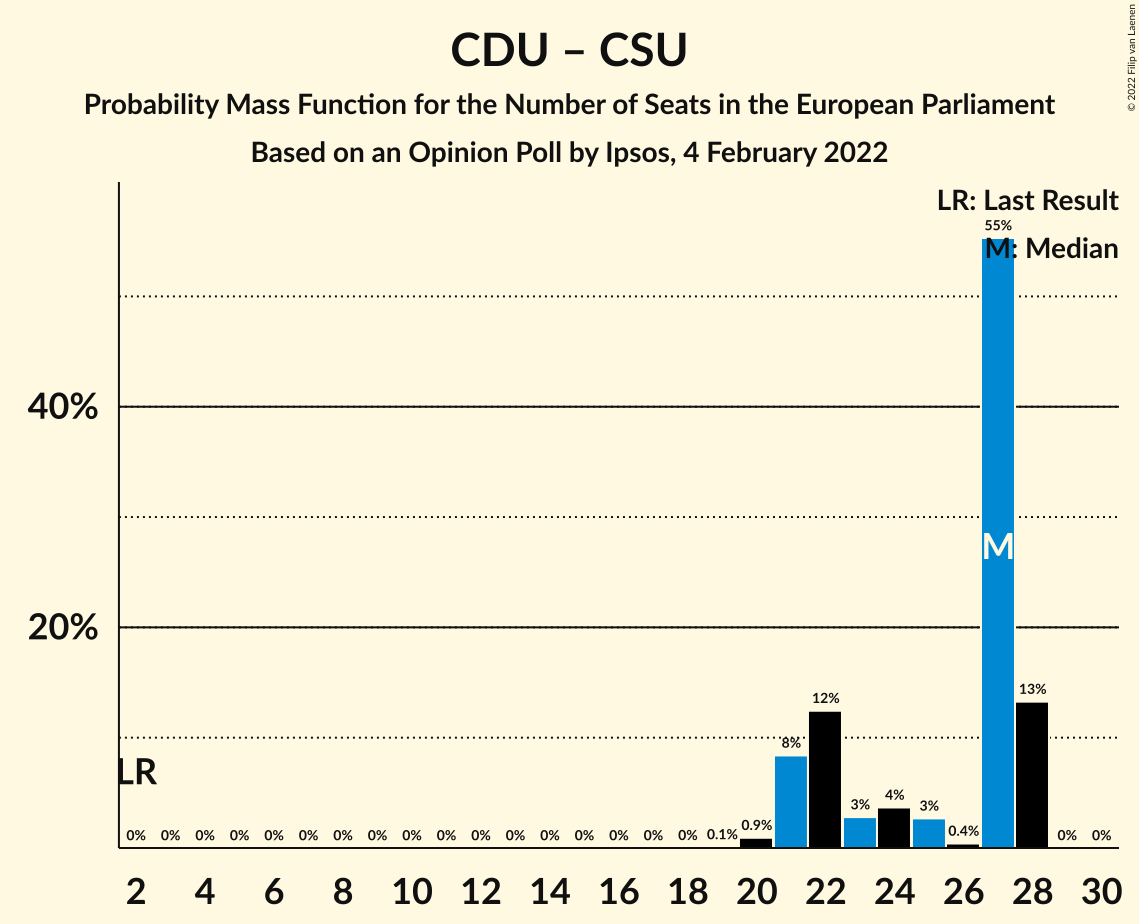 CDU – CSU
Probability Mass Function for the Number of Seats in the European Parliament
Based on an Opinion Poll by Ipsos, 4 February 2022
© 2022 Filip van Laenen
LR: Last Result
55%
M: Median
40%
M
20%
13%
12%
8%
LR
4%
3% 3%
0% 0% 0% 0% 0% 0% 0% 0% 0% 0% 0% 0% 0% 0% 0% 0% 0% 0.1% 0.9% 0.4% 0% 0%
2 4 6 8 10 12 14 16 18 20 22 24 26 28 30